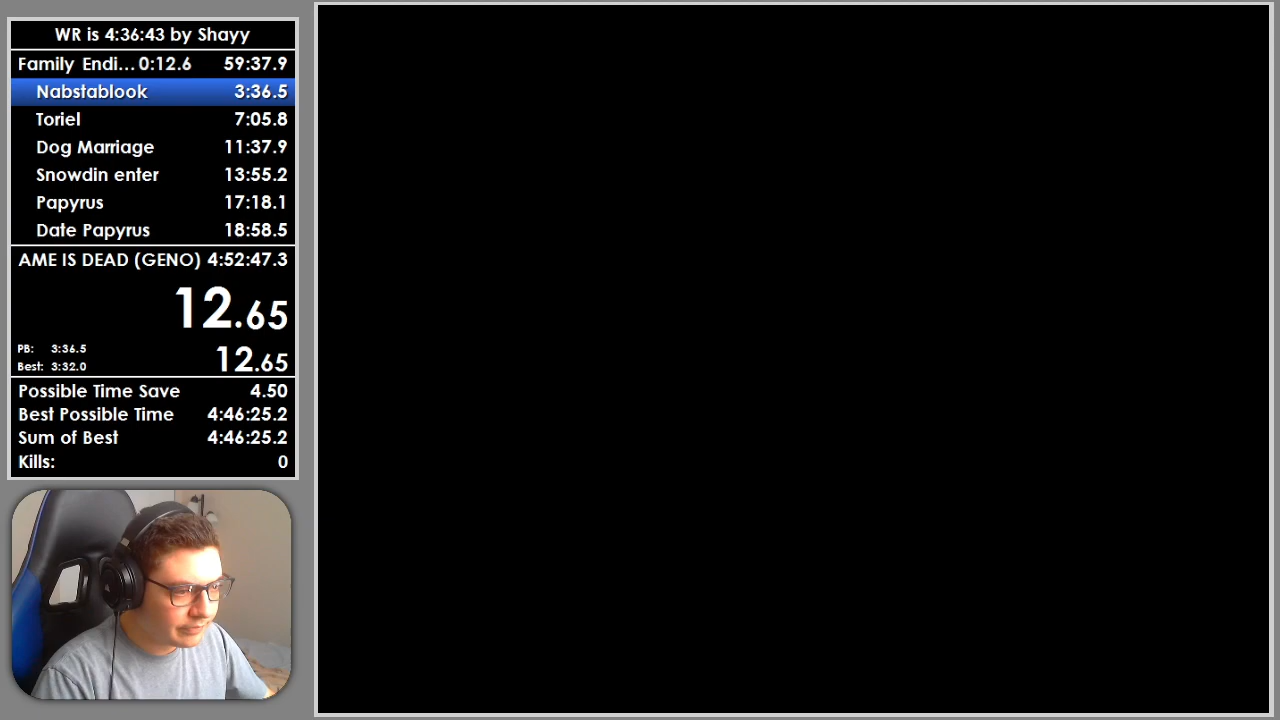 WR is 4:36:43 by Shayy
Family Endi... 0:12.6 59:37.9
Nabstablook 3:36.5
Toriel 7:05.8
Dog Marriage 11:37.9
Snowdin enter 13:55.2
Papyrus 17:18.1
Date Papyrus 18:58.5
AME IS DEAD (GENO) 4:52:47.3
12.65
PB: 3:36.5
Best: 3:32.0
12.65
Possible Time Save 4.50
Best Possible Time 4:46:25.2
Sum of Best 4:46:25.2
Kills: 0